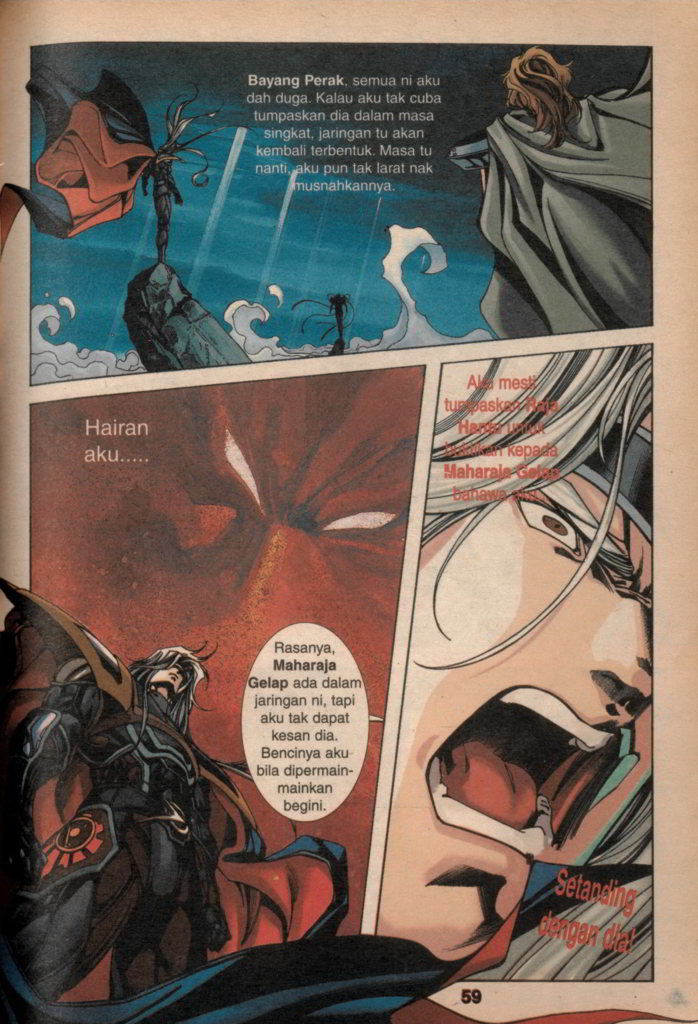 Bayang Perak, semua ni aku
dah duga. Kalau aku tak cuba
tumpaskan dia dalam masa
singkat, jaringan tu akan
kembali terbentuk. Masa tu
nanti, aku pun tak larat nak
musnahkannya.
Hairan
aku.....
Rasanya,
Maharaja
Gelap ada dalam
jaringan ni, tapi
aku tak dapat
kesan dia.
Bencinya aku
bila dipermain-
mainkan
begini.
Aku mesti
tumpaskan Raja
Hantu untuk
buktikan kepada
Maharaja Gelap
bahawa
Setanding
dengan dia!
59